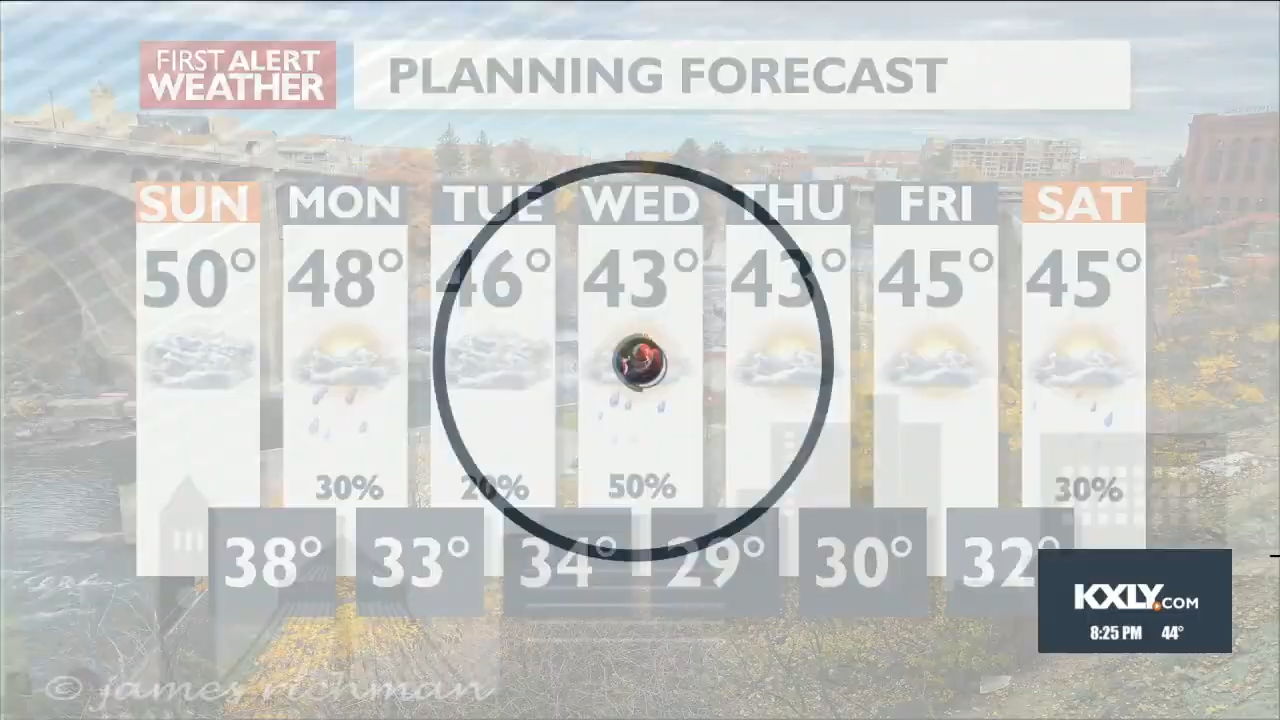 FIRST ALERT
WEATHER
PLANNING FORECAST
SUN MON TUE WED THU FRI SAT
50° 48° 46° 43° 43° 45° 45°
30% 20% 50% 30%
38° 33° 34° 29° 30° 32°
KXLY.COM
8:25 PM 44°
© james richman